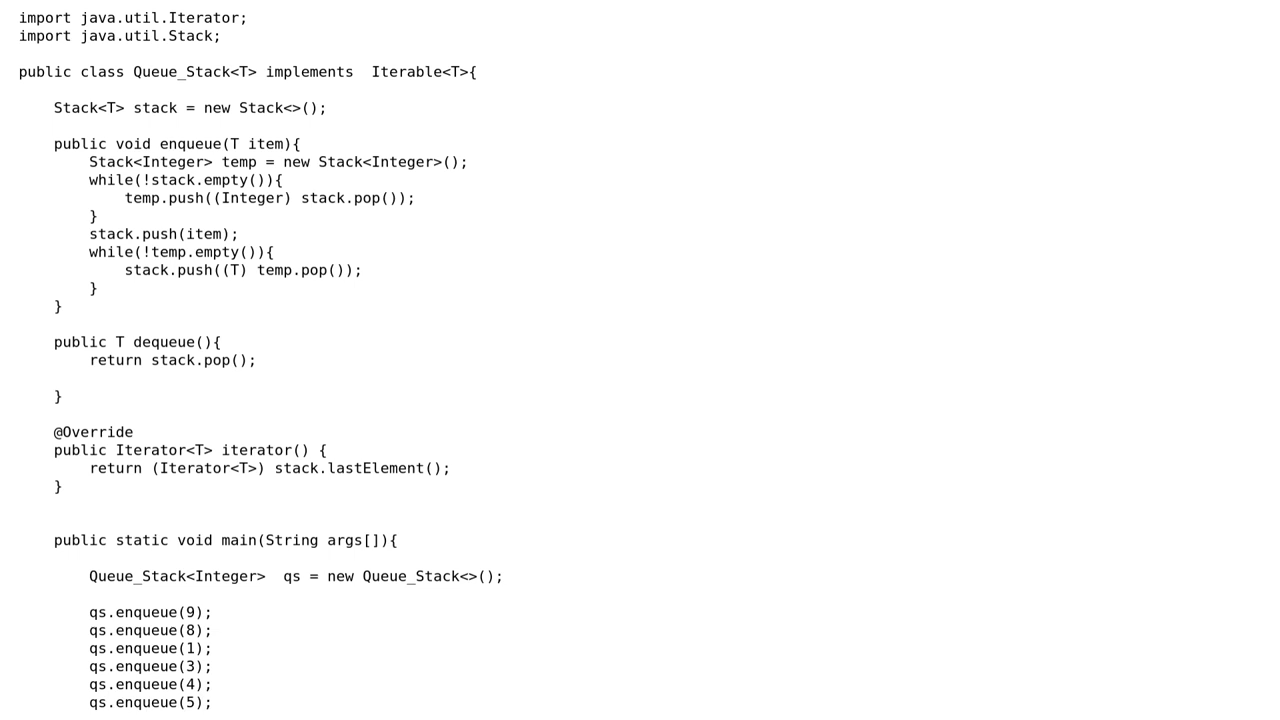 import java.util.Iterator;
import java.util.Stack;
public class Queue_Stack<T> implements  Iterable<T>{
Stack<T> stack = new Stack<>();
public void enqueue(T item){
Stack<Integer> temp = new Stack<Integer>();
while(!stack.empty()){
temp.push((Integer) stack.pop());
}
stack.push(item);
while(!temp.empty()){
stack.push((T) temp.pop());
}
}
public T dequeue(){
return stack.pop();
}
@Override
public Iterator<T> iterator() {
return (Iterator<T>) stack.lastElement();
}
public static void main(String args[]){
Queue_Stack<Integer>  qs = new Queue_Stack<>();
qs.enqueue(9);
qs.enqueue(8);
qs.enqueue(1);
qs.enqueue(3);
qs.enqueue(4);
qs.enqueue(5);